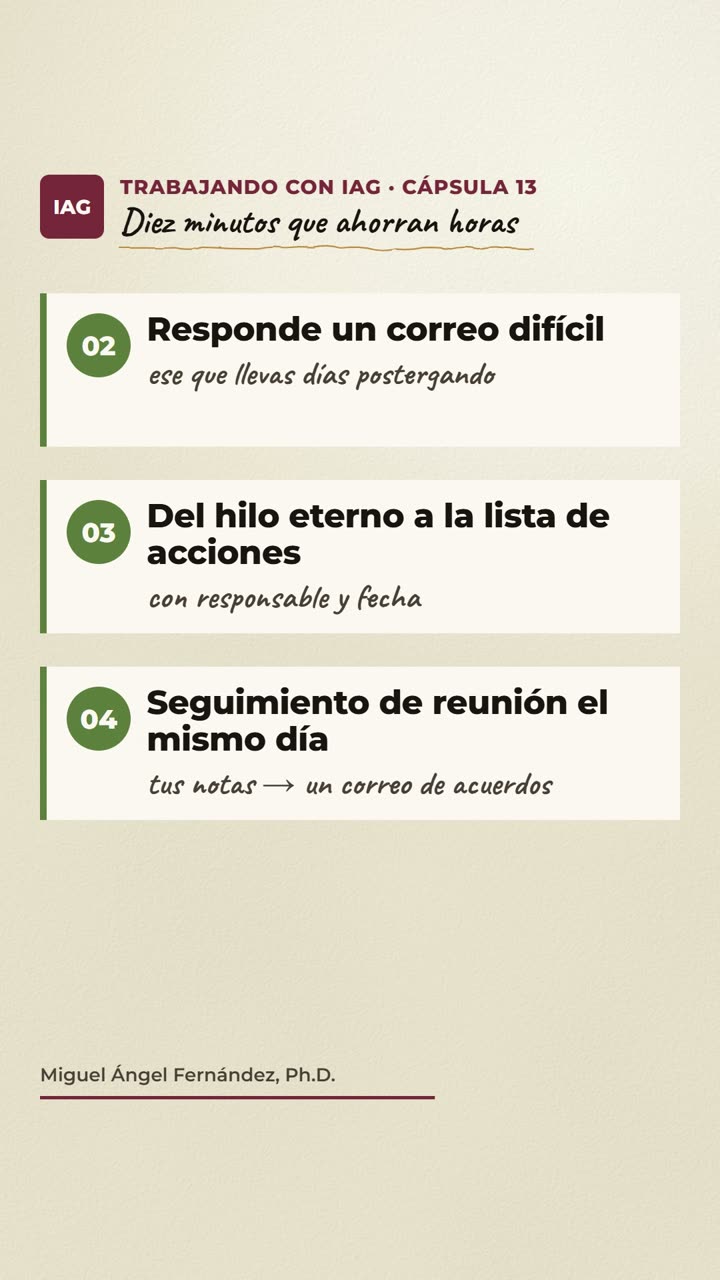 IAG
TRABAJANDO CON IAG · CÁPSULA 13
Diez minutos que ahorran horas
02
Responde un correo difícil
ese que llevas días postergando
03
Del hilo eterno a la lista de
acciones
con responsable y fecha
04
Seguimiento de reunión el
mismo día
tus notas → un correo de acuerdos
Miguel Ángel Fernández, Ph.D.